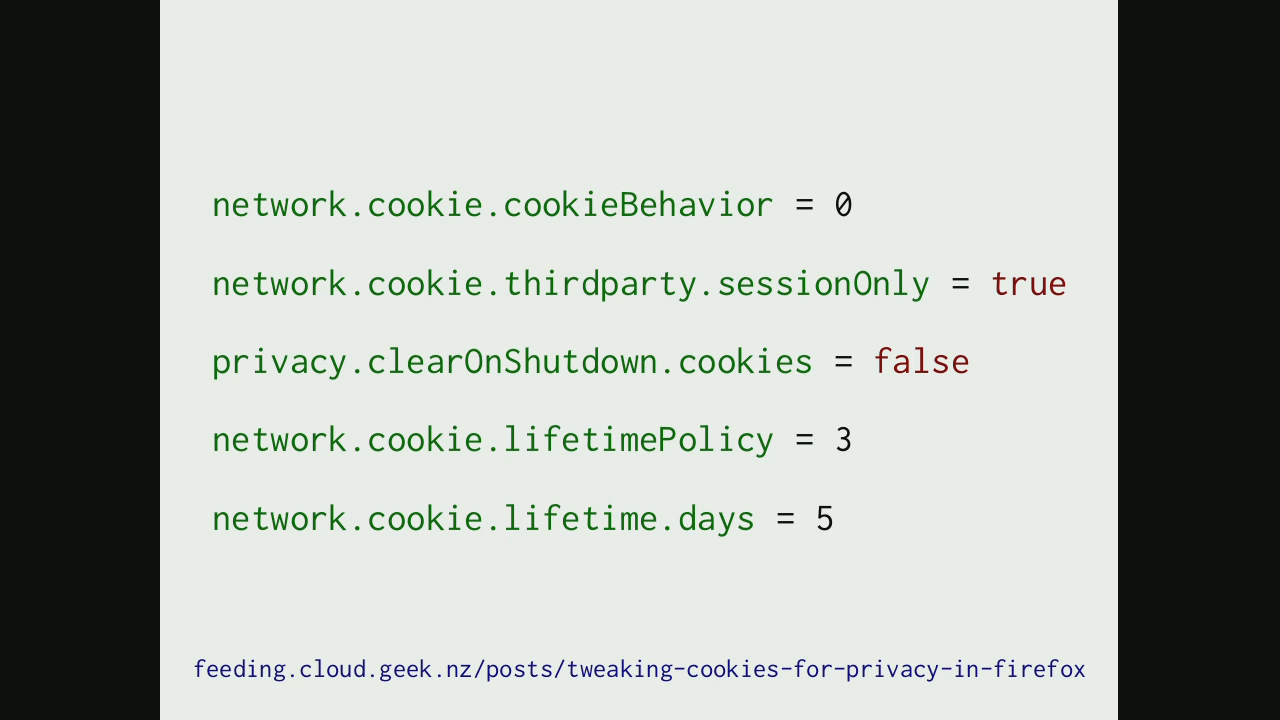 network.cookie.cookieBehavior = 0
network.cookie.thirdparty.sessionOnly = true
privacy.clearOnShutdown.cookies = false
network.cookie.lifetimePolicy = 3
network.cookie.lifetime.days = 5
feeding.cloud.geek.nz/posts/tweaking-cookies-for-privacy-in-firefox